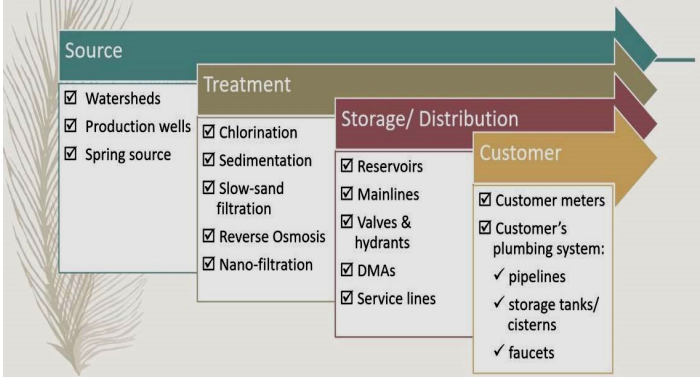 Source
☑ Watersheds
☑ Production wells
☑ Spring source
Treatment
☑ Chlorination
☑ Sedimentation
☑ Slow-sand
filtration
☑ Reverse Osmosis
☑ Nano-filtration
Storage/ Distribution
☑ Reservoirs
☑ Mainlines
☑ Valves &
hydrants
☑ DMAs
☑ Service lines
Customer
☑ Customer meters
☑ Customer's
plumbing system:
✓ pipelines
✓ storage tanks/
cisterns
✓ faucets